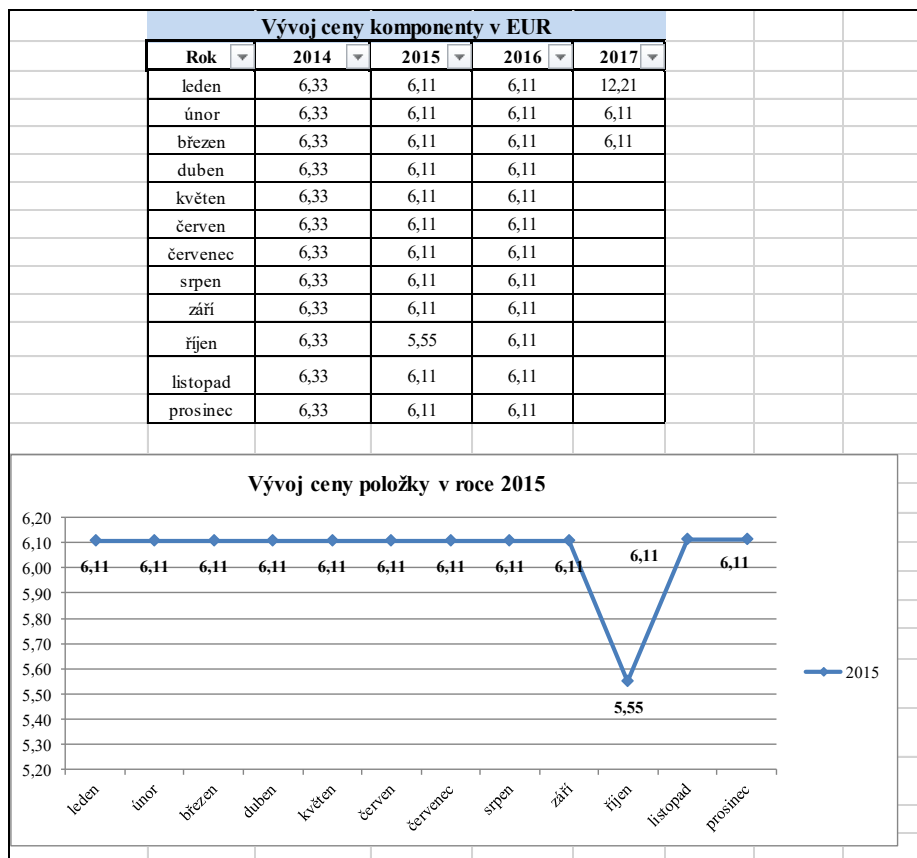 Vývoj ceny komponenty v EUR
Rok 2014 2015 2016 2017
leden 6,33 6,11 6,11 12,21
únor 6,33 6,11 6,11 6,11
březen 6,33 6,11 6,11 6,11
duben 6,33 6,11 6,11
květen 6,33 6,11 6,11
červen 6,33 6,11 6,11
červenec 6,33 6,11 6,11
srpen 6,33 6,11 6,11
září 6,33 6,11 6,11
říjen 6,33 5,55 6,11
listopad 6,33 6,11 6,11
prosinec 6,33 6,11 6,11
Vývoj ceny položky v roce 2015
6,20
6,10
6,00
5,90
5,80
5,70
5,60
5,50
5,40
5,30
5,20
6,11 6,11 6,11 6,11 6,11 6,11 6,11 6,11 6,11 5,55 6,11 6,11
leden únor březen duben květen červen červenec srpen září říjen listopad prosinec
2015